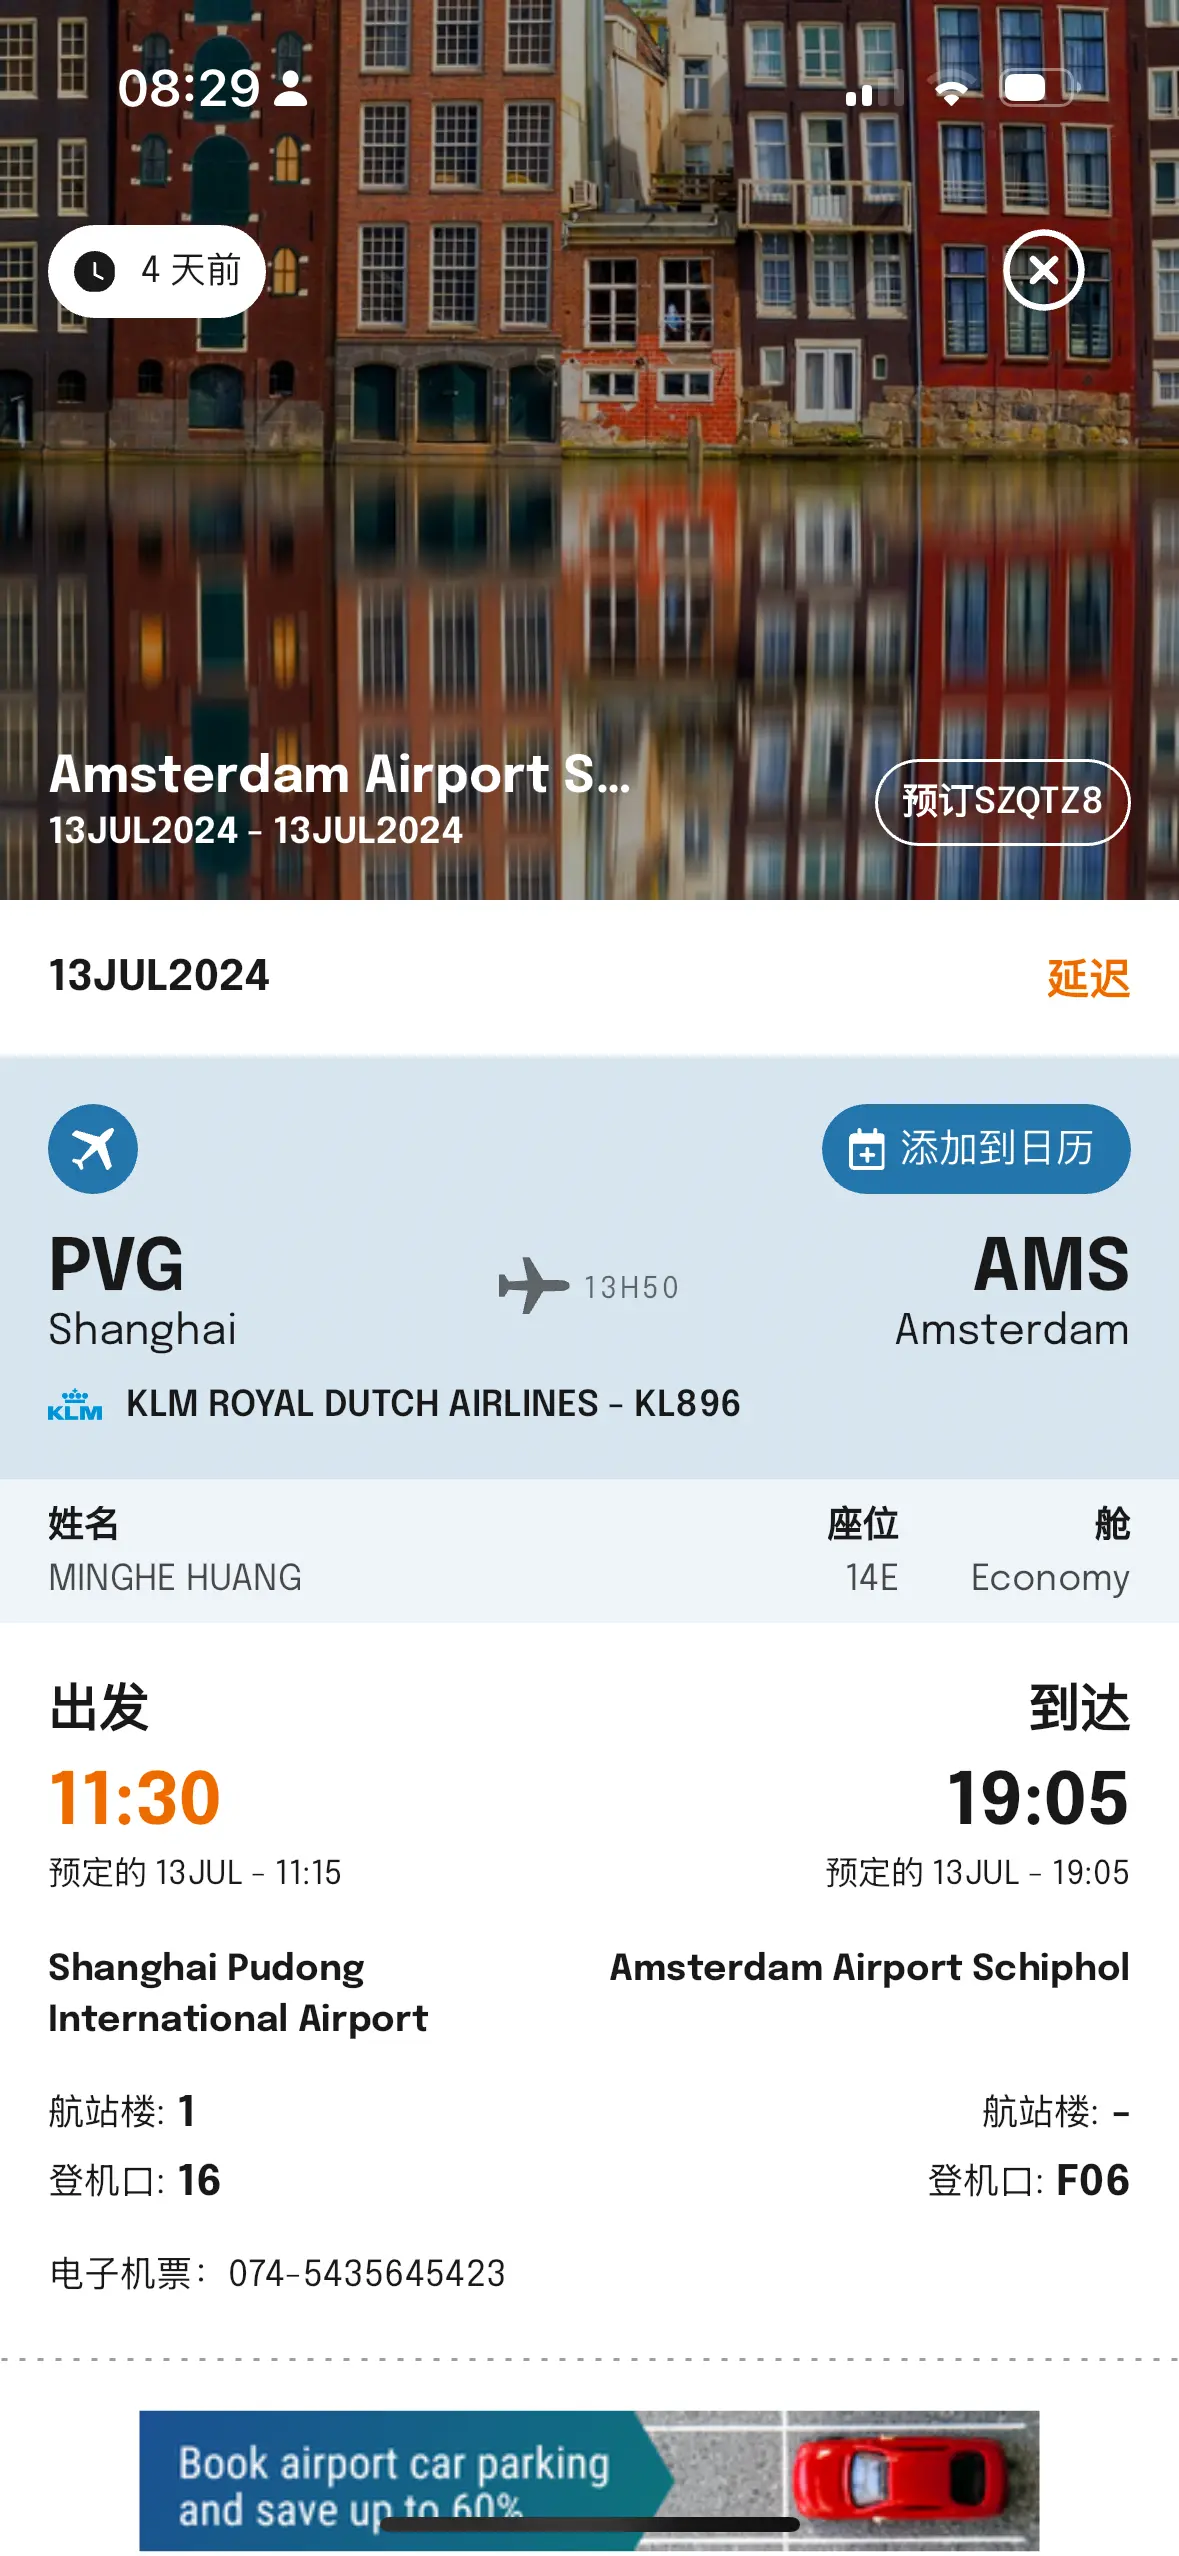 08:29
4 天前
Amsterdam Airport S...
13JUL2024 - 13JUL2024
预订SZQTZ8
13JUL2024
延迟
添加到日历
PVG
13H50
AMS
Shanghai
Amsterdam
KLM
KLM ROYAL DUTCH AIRLINES - KL896
姓名 座位 舱
MINGHE HUANG 14E Economy
出发 到达
11:30 19:05
预定的 13JUL - 11:15 预定的 13JUL - 19:05
Shanghai Pudong
International Airport
Amsterdam Airport Schiphol
航站楼: 1 航站楼: -
登机口: 16 登机口: F06
电子机票：074-5435645423
Book airport car parking
and save up to 60%